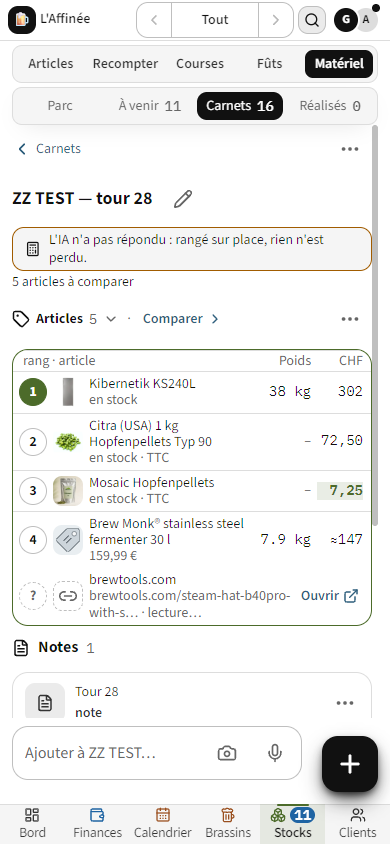 L'Affinée
Tout
G
A
Articles Recompter Courses Fûts Matériel
Parc À venir 11 Carnets 16 Réalisés 0
Carnets
ZZ TEST — tour 28
L'IA n'a pas répondu : rangé sur place, rien n'est
perdu.
5 articles à comparer
Articles 5 · Comparer
rang · article Poids CHF
1 Kibernetik KS240L 38 kg 302
en stock
2 Citra (USA) 1 kg
Hopfenpellets Typ 90 – 72,50
en stock · TTC
3 Mosaic Hopfenpellets – 7,25
en stock · TTC
4 Brew Monk® stainless steel
fermenter 30 l 7.9 kg ≈147
159,99 €
? brewtools.com
brewtools.com/steam-hat-b40pro- Ouvrir
with-s… · lecture…
Notes 1
Tour 28
note
Ajouter à ZZ TEST…
11
Bord Finances Calendrier Brassins Stocks Clients